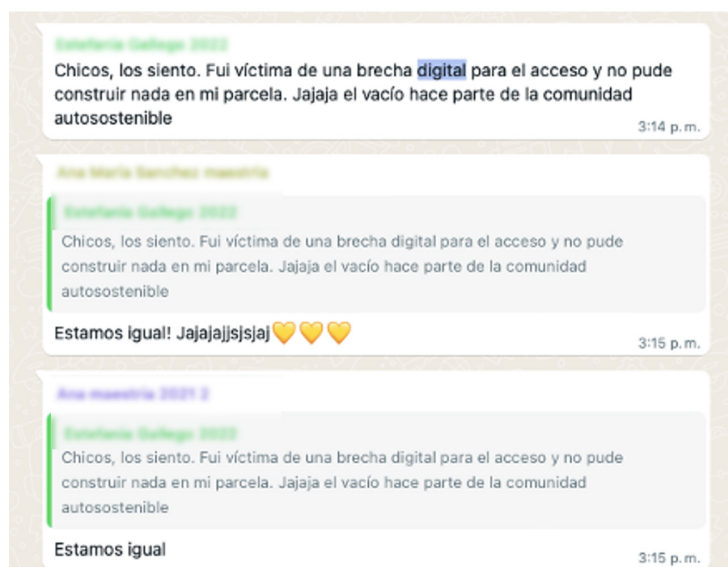 Chicos, los siento. Fui víctima de una brecha digital para el acceso y no pude
construir nada en mi parcela. Jajaja el vacío hace parte de la comunidad
autosostenible
3:14 p.m.
Chicos, los siento. Fui víctima de una brecha digital para el acceso y no pude
construir nada en mi parcela. Jajaja el vacío hace parte de la comunidad
autosostenible
Estamos igual! Jajajajjsjsjaj💛💛💛
3:15 p.m.
Chicos, los siento. Fui víctima de una brecha digital para el acceso y no pude
construir nada en mi parcela. Jajaja el vacío hace parte de la comunidad
autosostenible
Estamos igual
3:15 p.m.